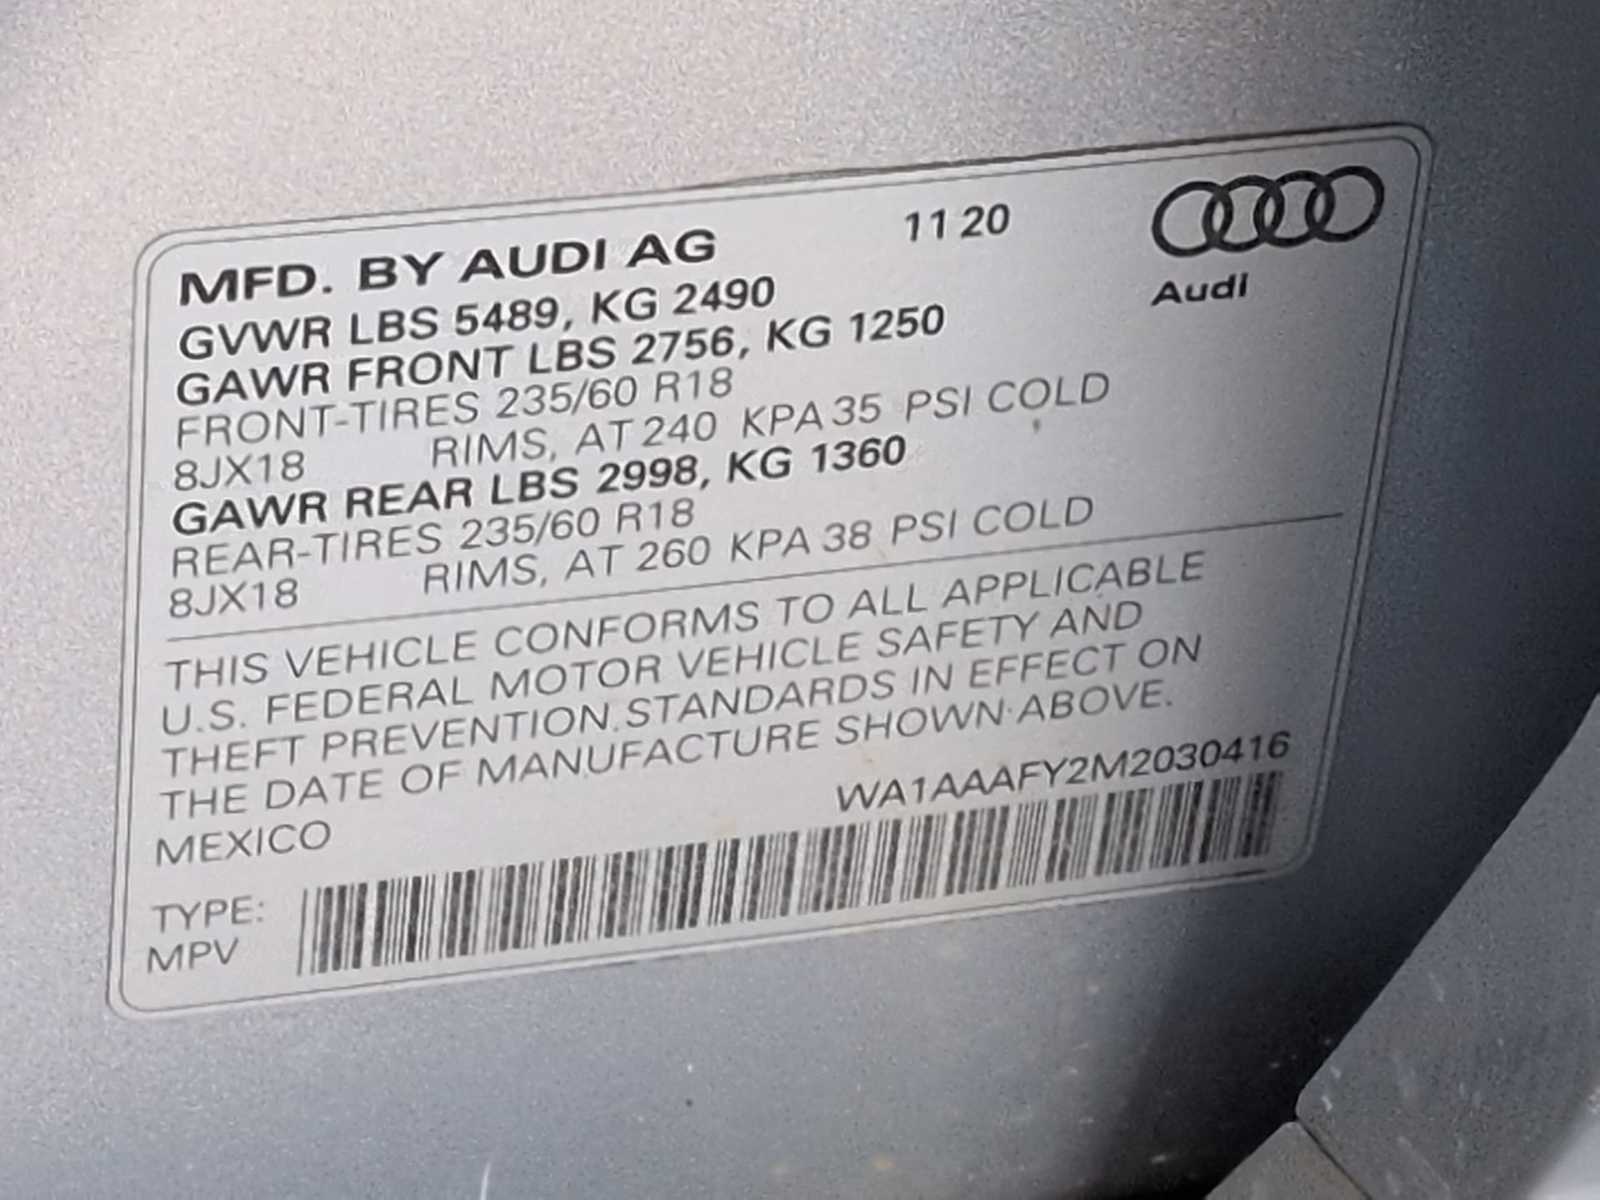 MFD. BY AUDI AG 11 20
Audi
GVWR LBS 5489, KG 2490
GAWR FRONT LBS 2756, KG 1250
FRONT-TIRES 235/60 R18
8JX18 RIMS, AT 240 KPA 35 PSI COLD
GAWR REAR LBS 2998, KG 1360
REAR-TIRES 235/60 R18
8JX18 RIMS, AT 260 KPA 38 PSI COLD
THIS VEHICLE CONFORMS TO ALL APPLICABLE
U.S. FEDERAL MOTOR VEHICLE SAFETY AND
THEFT PREVENTION STANDARDS IN EFFECT ON
THE DATE OF MANUFACTURE SHOWN ABOVE.
MEXICO WA1AAAFY2M2030416
TYPE:
MPV